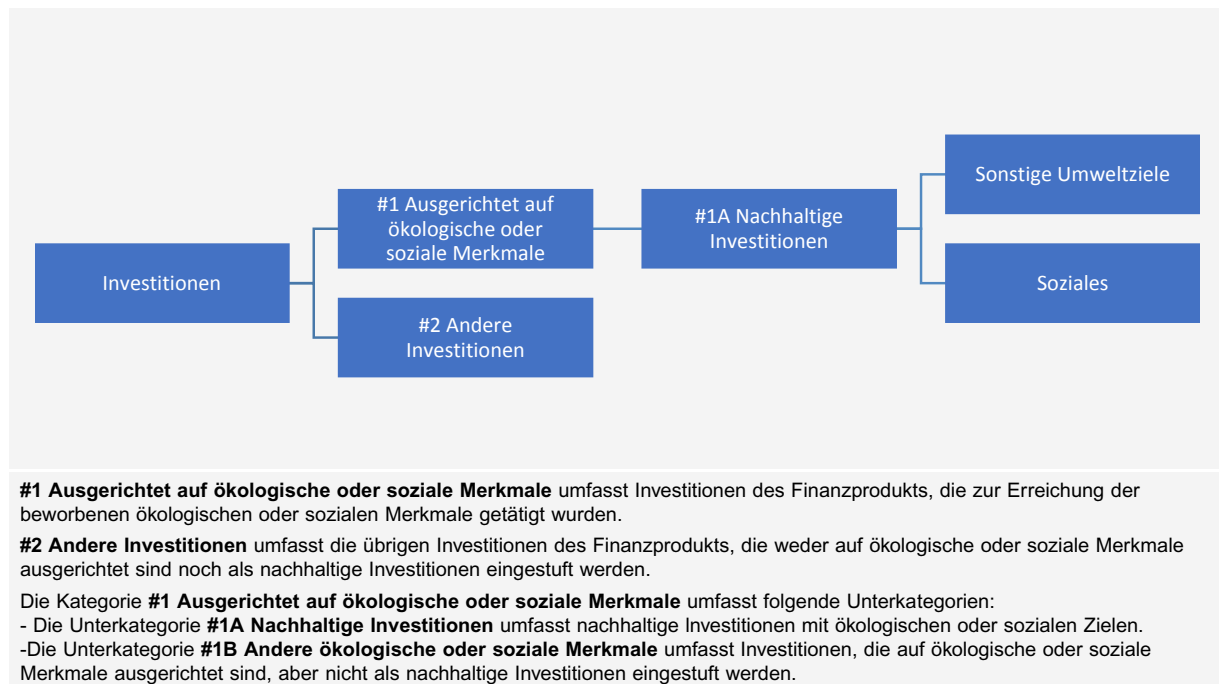 Investitionen
#1 Ausgerichtet auf
ökologische oder
soziale Merkmale
#2 Andere
Investitionen
#1A Nachhaltige
Investitionen
Sonstige Umweltziele
Soziales
#1 Ausgerichtet auf ökologische oder soziale Merkmale umfasst Investitionen des Finanzprodukts, die zur Erreichung der
beworbenen ökologischen oder sozialen Merkmale getätigt wurden.
#2 Andere Investitionen umfasst die übrigen Investitionen des Finanzprodukts, die weder auf ökologische oder soziale Merkmale
ausgerichtet sind noch als nachhaltige Investitionen eingestuft werden.
Die Kategorie #1 Ausgerichtet auf ökologische oder soziale Merkmale umfasst folgende Unterkategorien:
- Die Unterkategorie #1A Nachhaltige Investitionen umfasst nachhaltige Investitionen mit ökologischen oder sozialen Zielen.
-Die Unterkategorie #1B Andere ökologische oder soziale Merkmale umfasst Investitionen, die auf ökologische oder soziale
Merkmale ausgerichtet sind, aber nicht als nachhaltige Investitionen eingestuft werden.